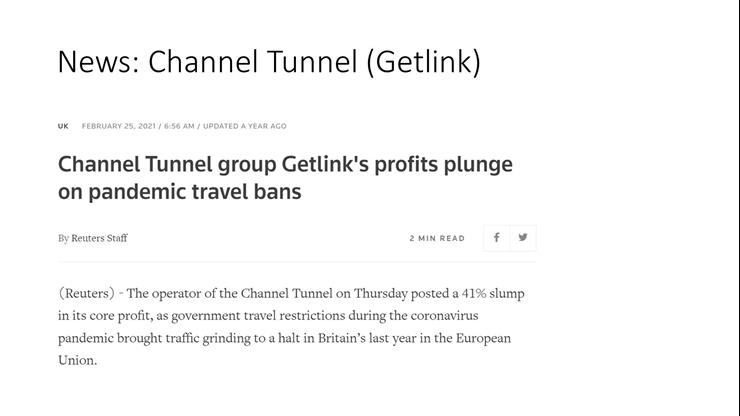 News: Channel Tunnel (Getlink)
UK FEBRUARY 25, 2021 / 6:56 AM / UPDATED A YEAR AGO
Channel Tunnel group Getlink's profits plunge
on pandemic travel bans
By Reuters Staff 2 MIN READ
(Reuters) - The operator of the Channel Tunnel on Thursday posted a 41% slump
in its core profit, as government travel restrictions during the coronavirus
pandemic brought traffic grinding to a halt in Britain’s last year in the European
Union.